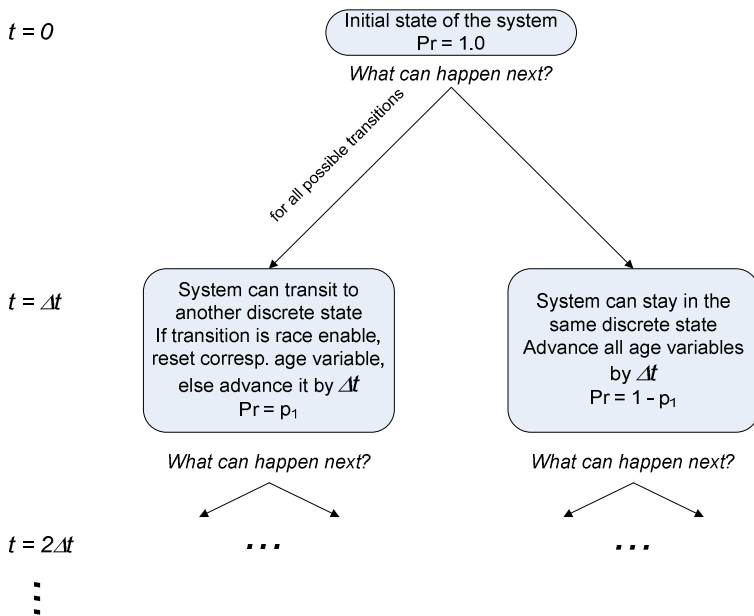 t = 0
Initial state of the system
Pr = 1.0
What can happen next?
for all possible transitions
t = Δt
System can transit to
another discrete state
If transition is race enable,
reset corresp. age variable,
else advance it by Δt
Pr = p₁
System can stay in the
same discrete state
Advance all age variables
by Δt
Pr = 1 - p₁
What can happen next?
What can happen next?
t = 2Δt
...
...